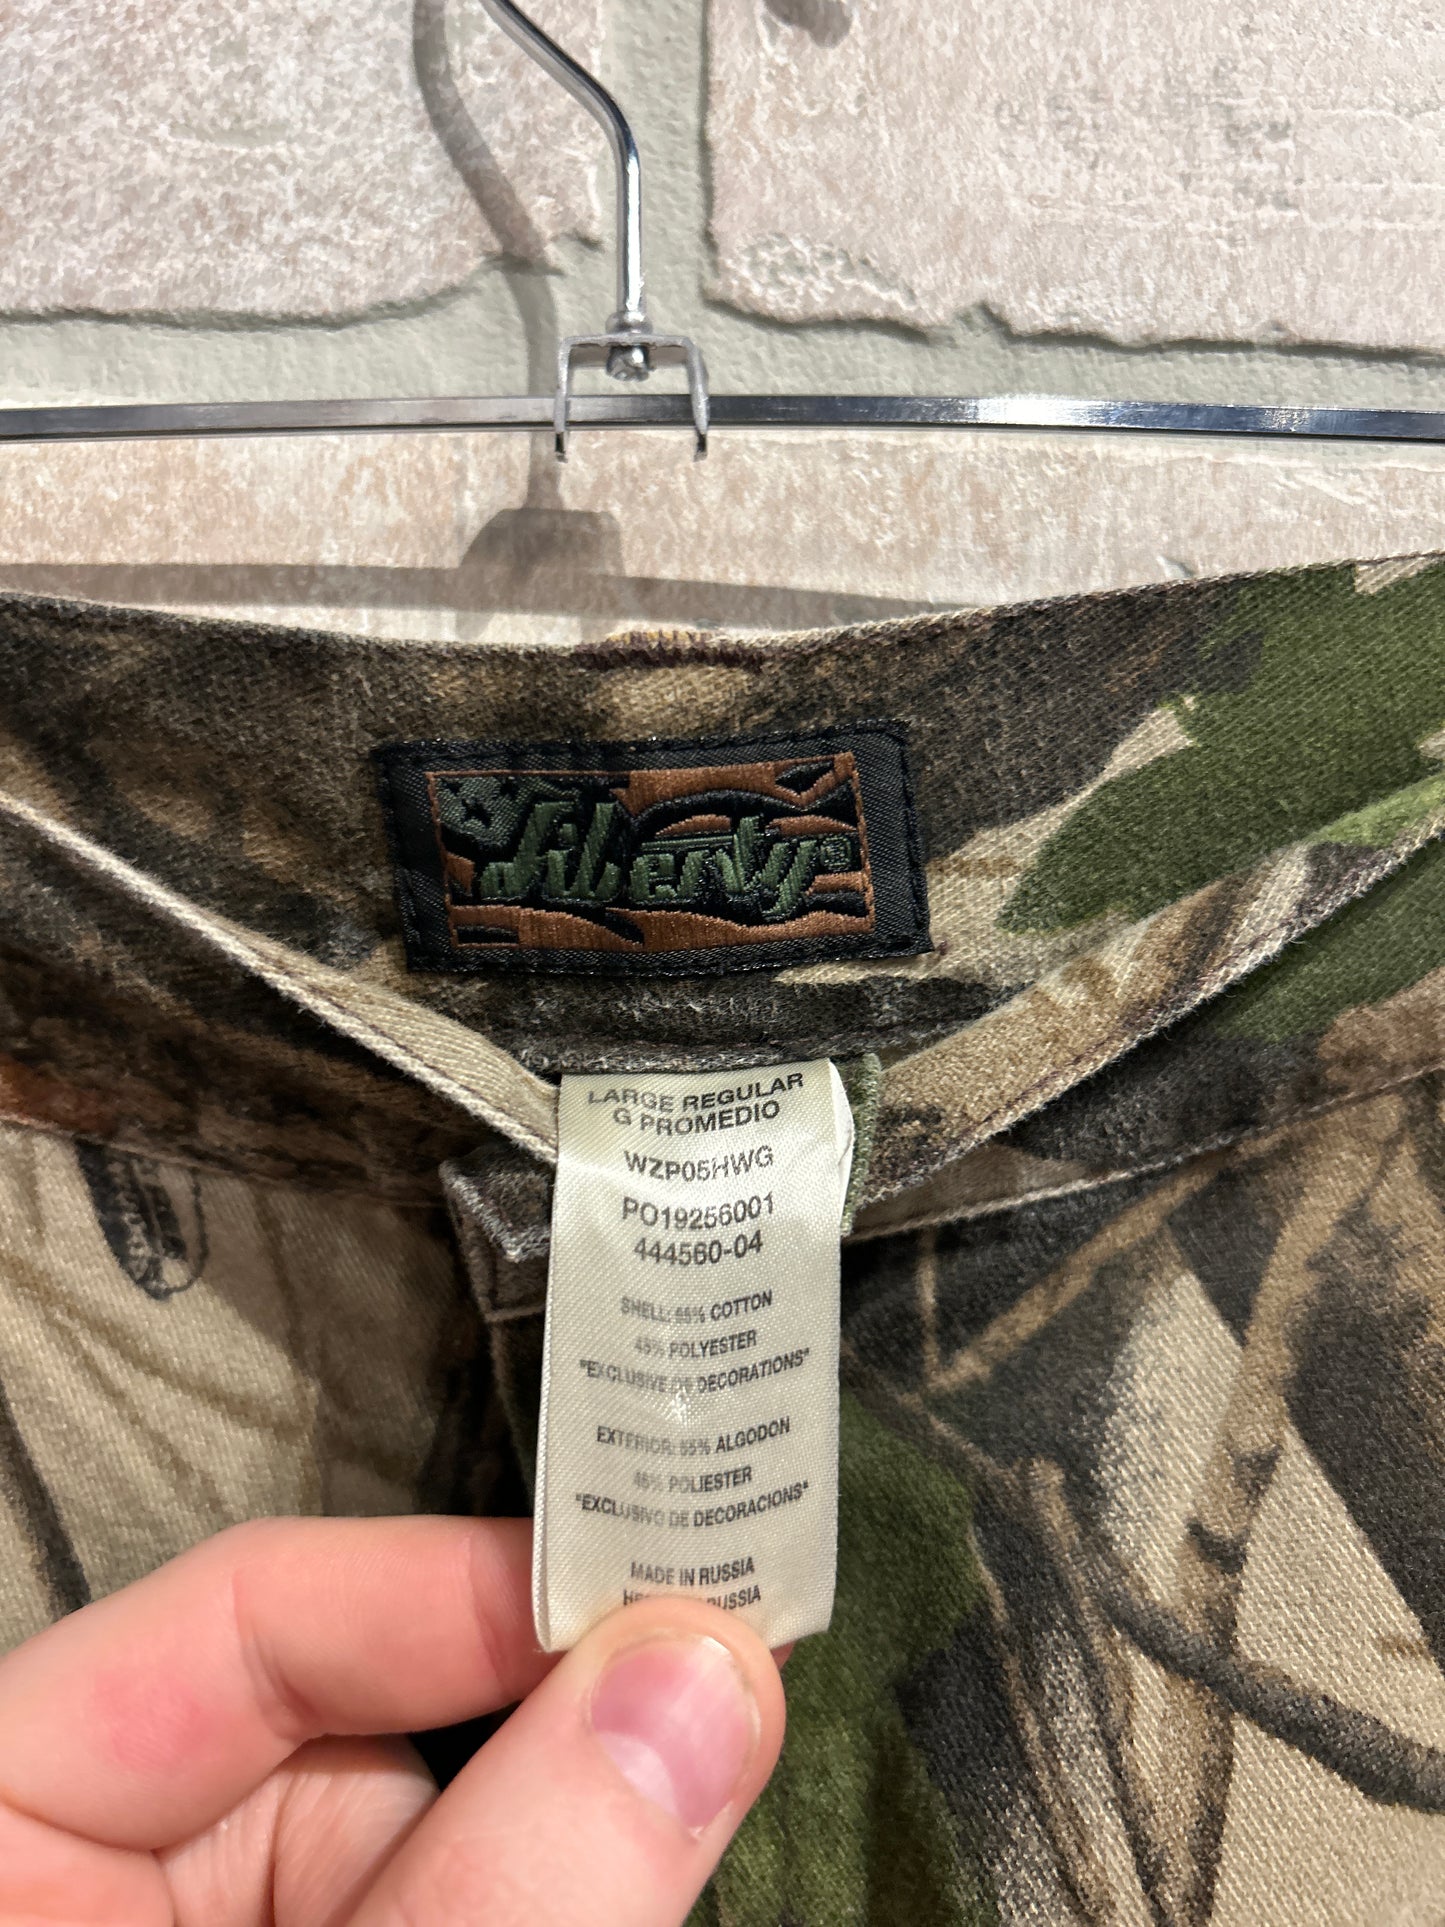 Liberty®
LARGE REGULAR
G PROMEDIO
WZP05HWG
PO19256001
444560-04
SHELL: 55% COTTON
45% POLYESTER
"EXCLUSIVE OF DECORATIONS"
EXTERIOR: 55% ALGODON
45% POLIESTER
"EXCLUSIVO DE DECORACIONS"
MADE IN RUSSIA
RUSSIA